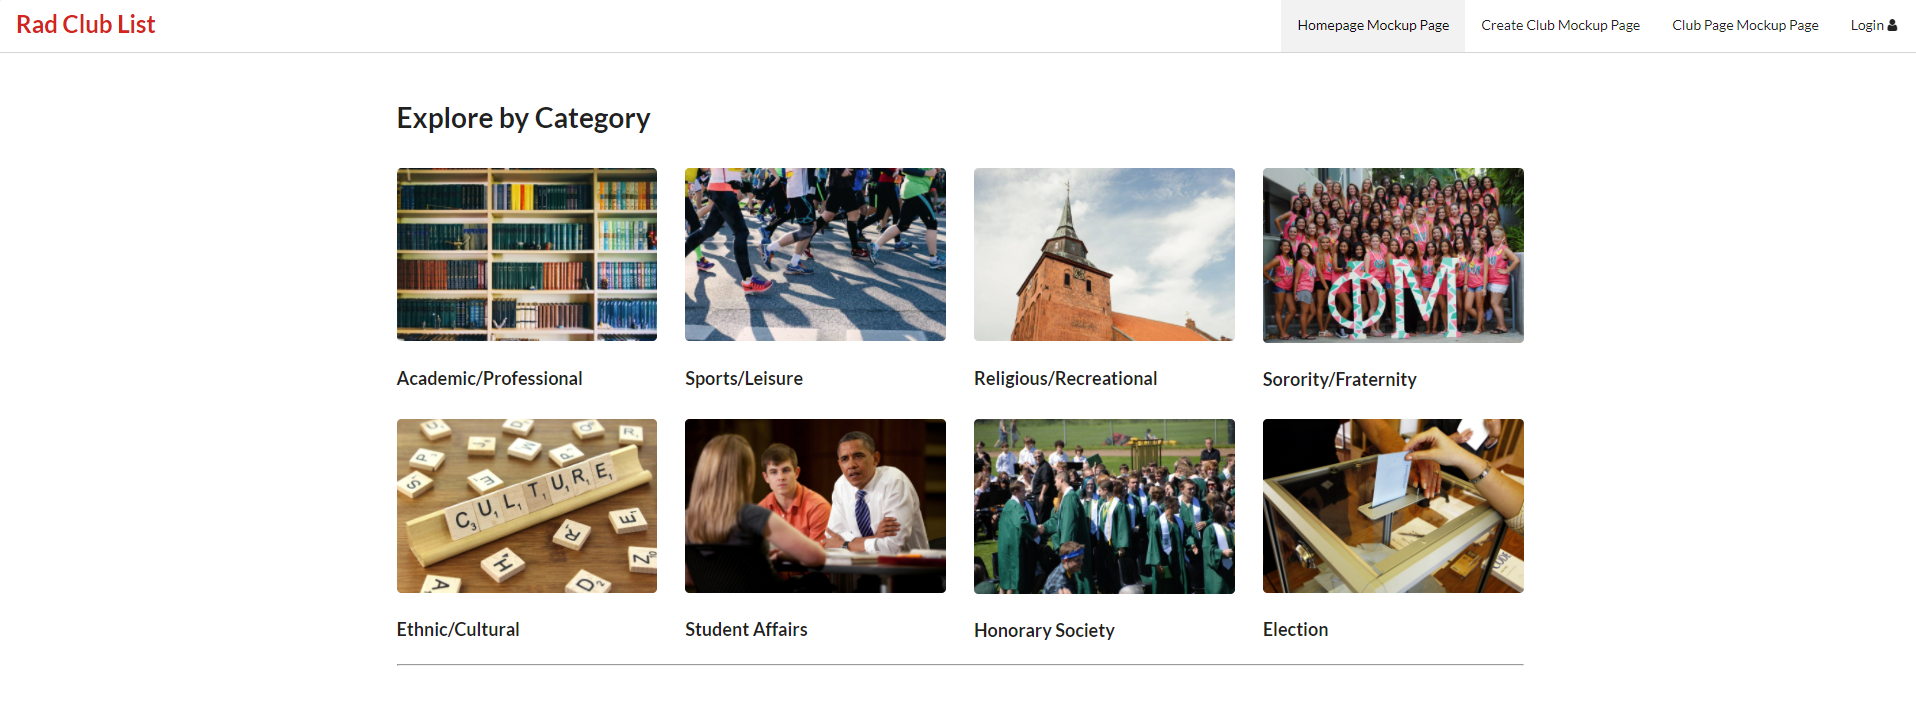 Rad Club List
Homepage Mockup Page
Create Club Mockup Page
Club Page Mockup Page
Login
Explore by Category
Academic/Professional
Sports/Leisure
Religious/Recreational
ΦM
Sorority/Fraternity
CULTURE
Ethnic/Cultural
Student Affairs
Honorary Society
Election